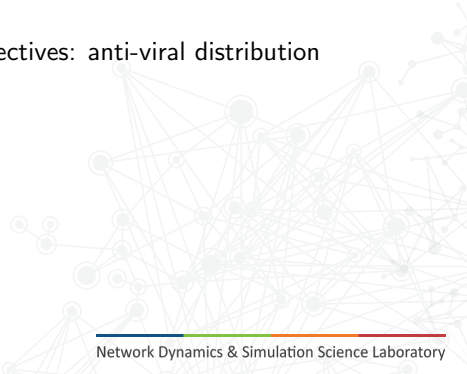 ectives: anti-viral distribution
Network Dynamics & Simulation Science Laboratory